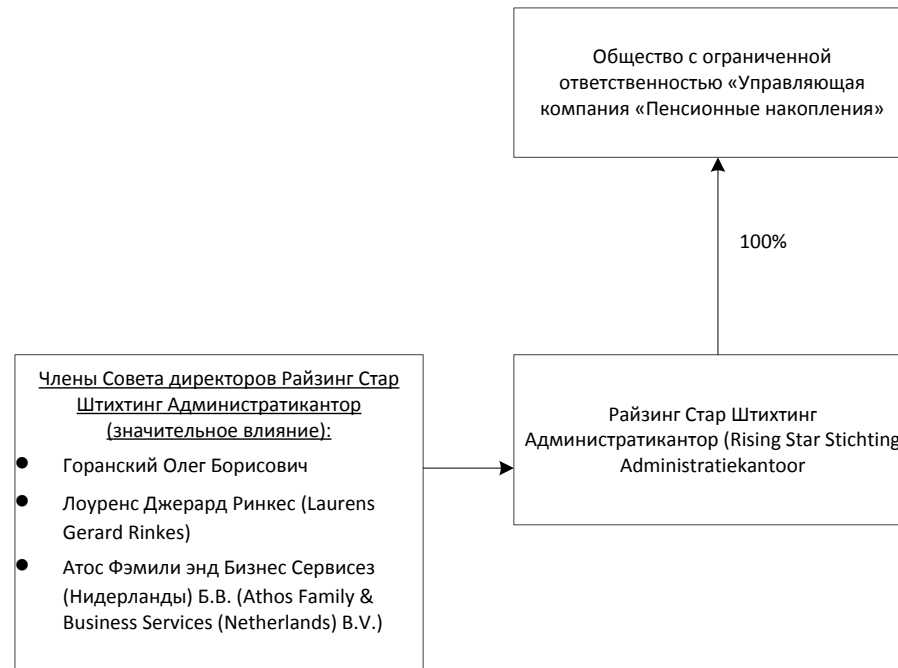 Общество с ограниченной
ответственностью «Управляющая
компания «Пенсионные накопления»
100%
Члены Совета директоров Райзинг Стар
Штихтинг Администратикантор
(значительное влияние):
● Горанский Олег Борисович
● Лоуренс Джерард Ринкес (Laurens
Gerard Rinkes)
● Атос Фэмили энд Бизнес Сервисез
(Нидерланды) Б.В. (Athos Family &
Business Services (Netherlands) B.V.)
Райзинг Стар Штихтинг
Администратикантор (Rising Star Stichting
Administratiekantoor